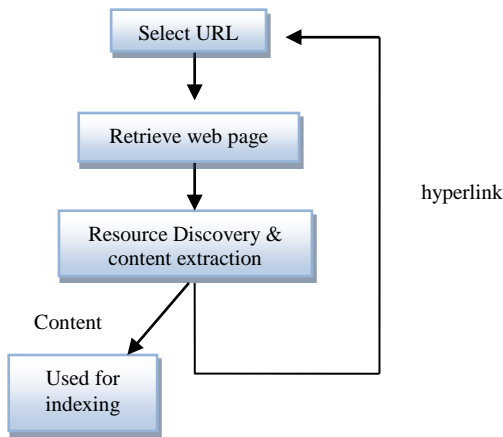 Select URL
Retrieve web page
hyperlink
Resource Discovery &
content extraction
Content
Used for
indexing